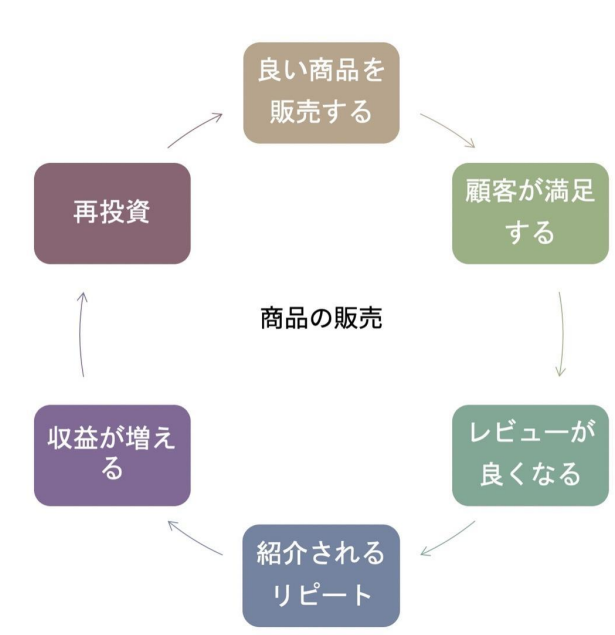 良い商品を
販売する
顧客が満足
する
レビューが
良くなる
紹介される
リピート
収益が増え
る
再投資
商品の販売